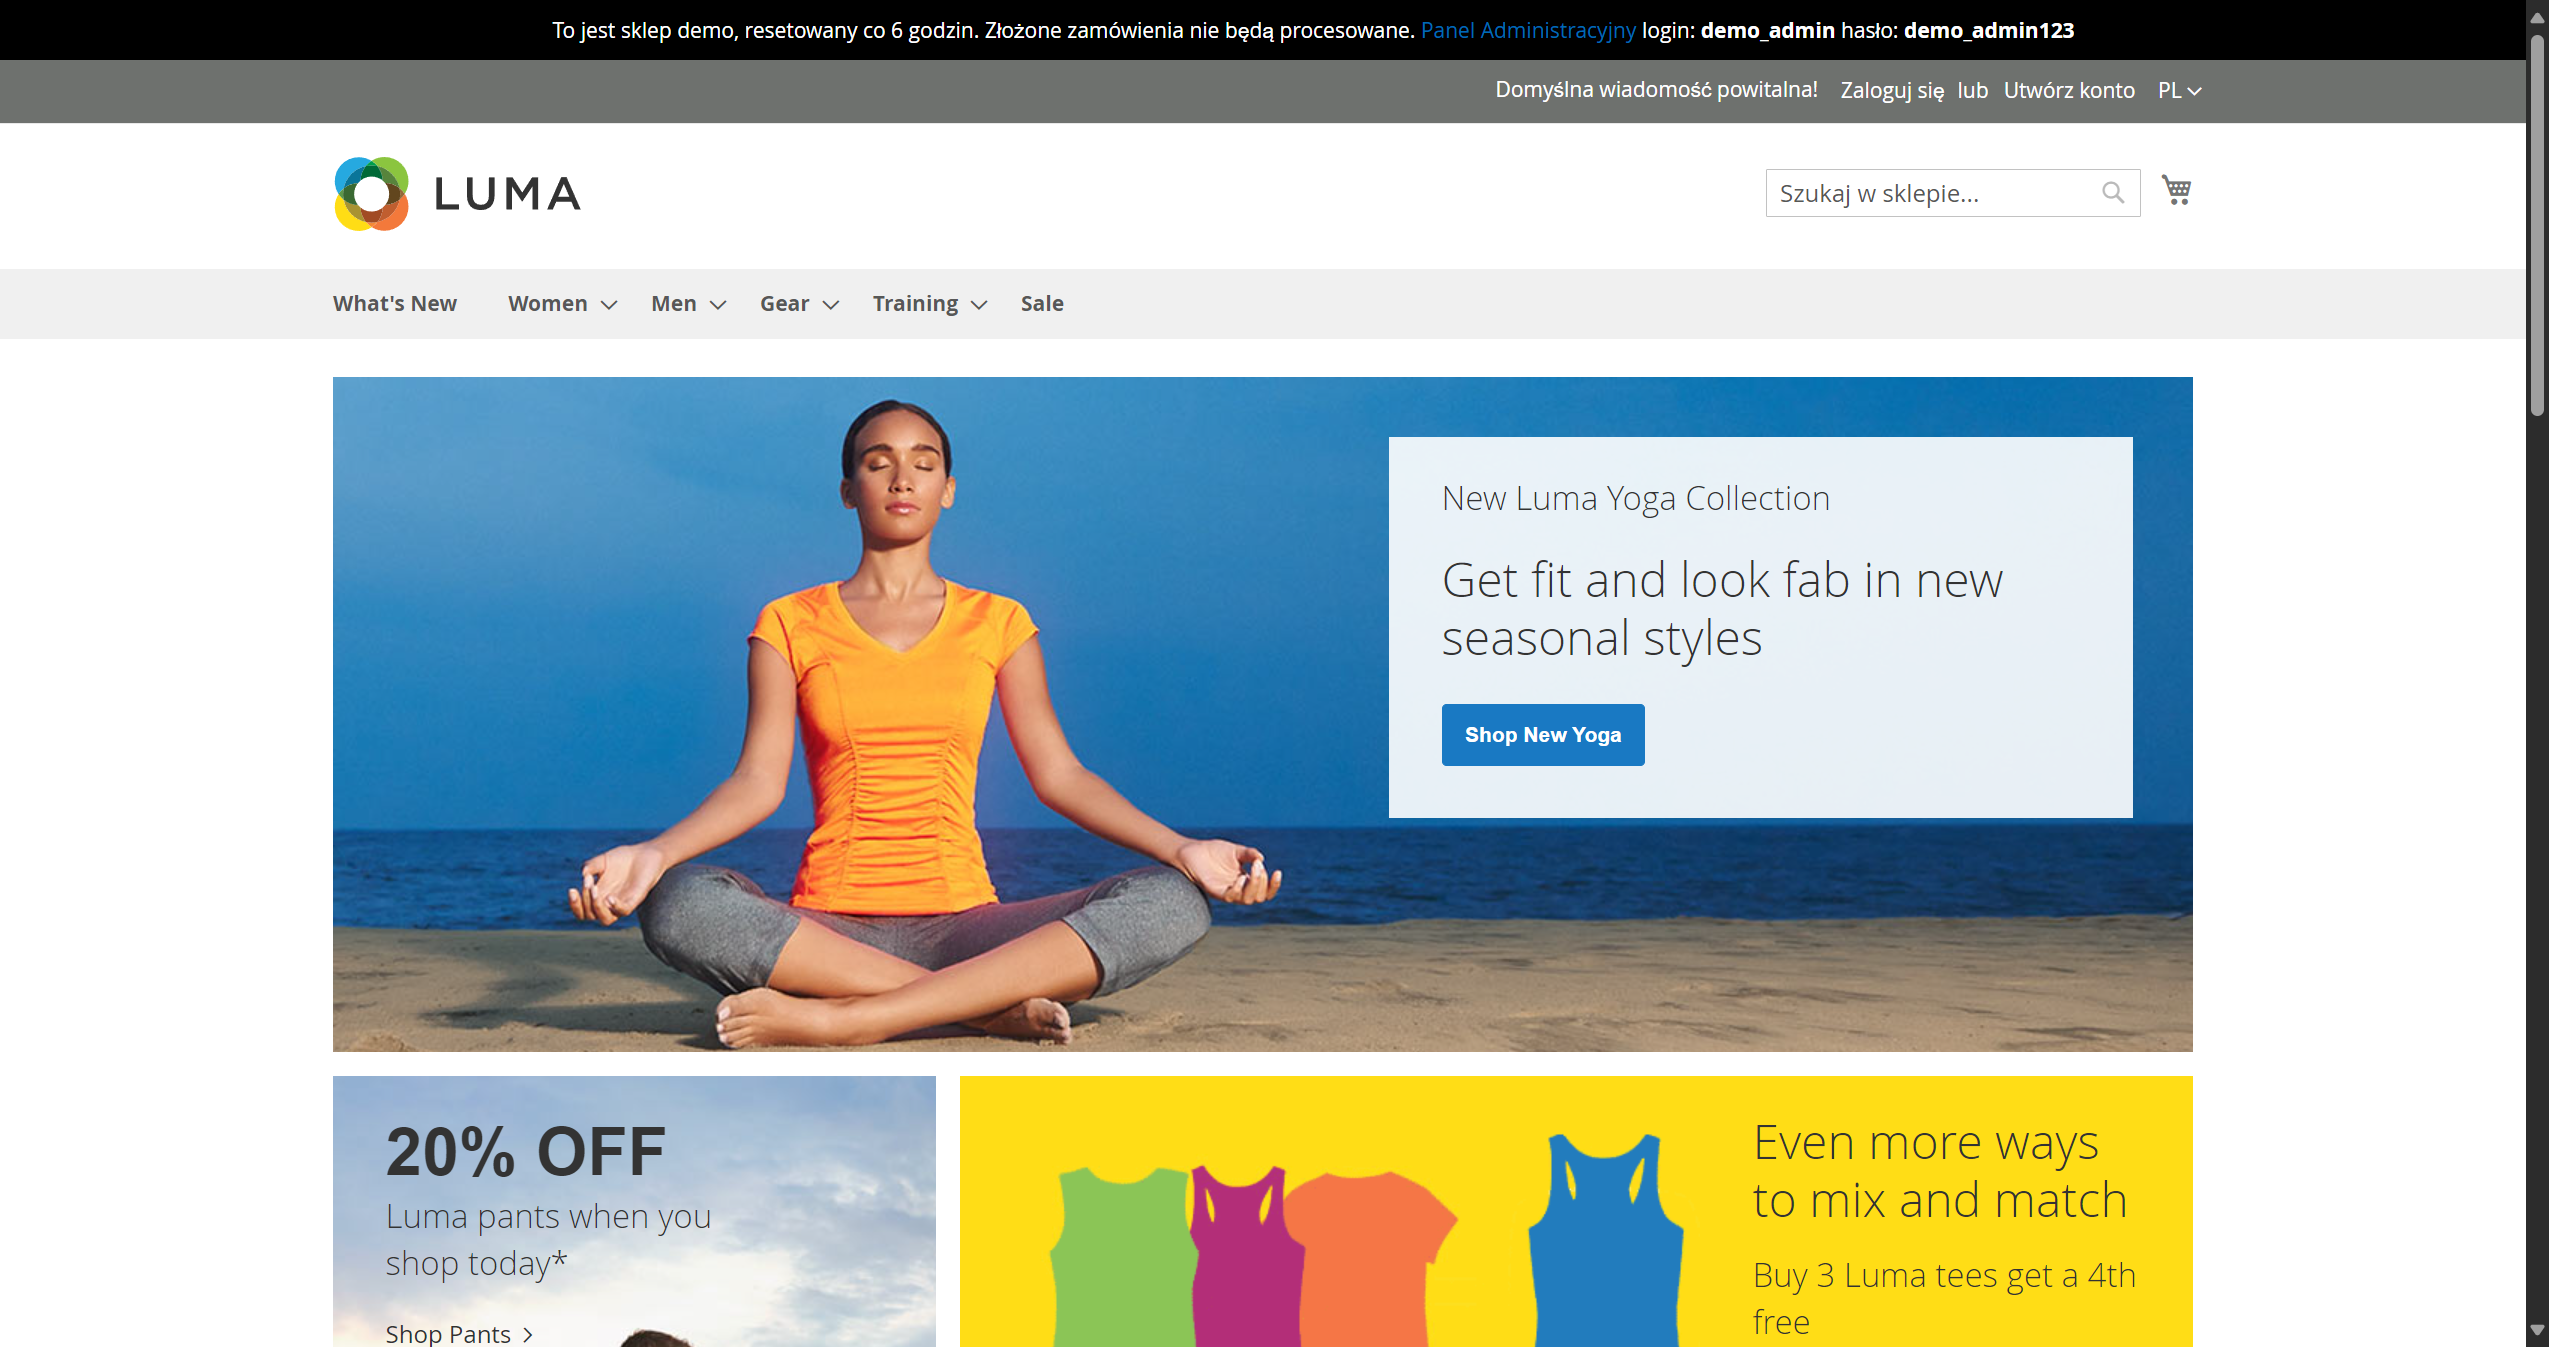 To jest sklep demo, resetowany co 6 godzin. Złożone zamówienia nie będą procesowane. Panel Administracyjny login: demo_admin hasło: demo_admin123
Domyślna wiadomość powitalna! Zaloguj się lub Utwórz konto PL
LUMA
Szukaj w sklepie...
What's New Women Men Gear Training Sale
New Luma Yoga Collection
Get fit and look fab in new
seasonal styles
Shop New Yoga
20% OFF
Luma pants when you
shop today*
Shop Pants
Even more ways
to mix and match
Buy 3 Luma tees get a 4th
free